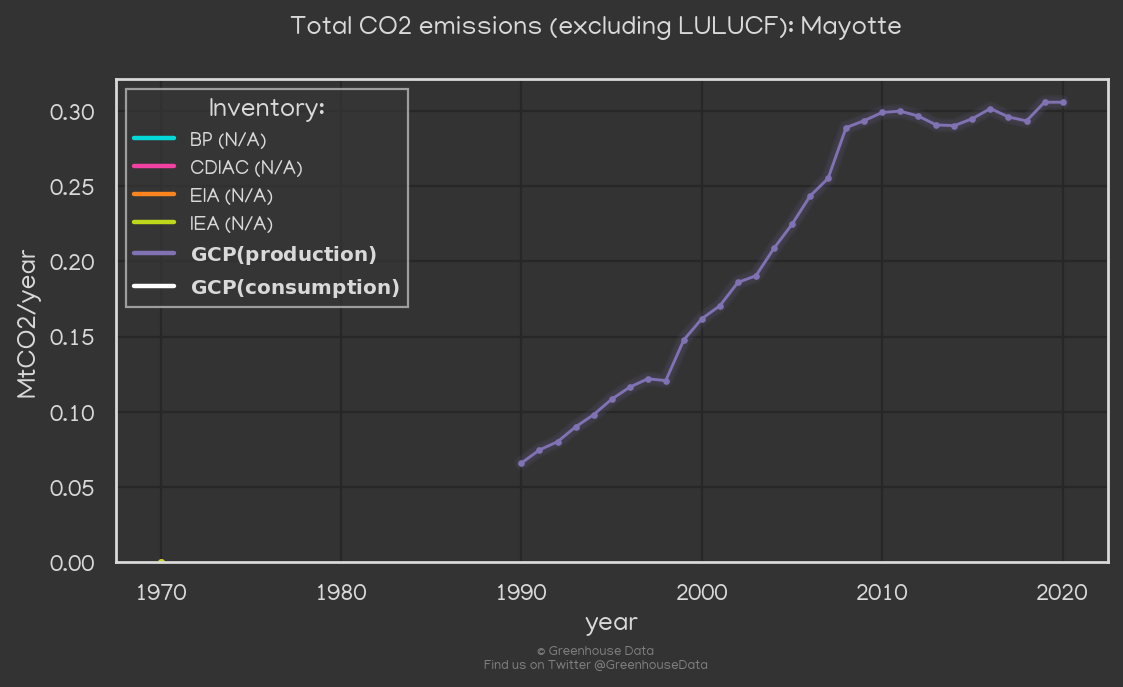 Total CO2 emissions (excluding LULUCF): Mayotte
Inventory:
BP (N/A)
CDIAC (N/A)
EIA (N/A)
IEA (N/A)
GCP(production)
GCP(consumption)
MtCO2/year
0.30
0.25
0.20
0.15
0.10
0.05
0.00
1970 1980 1990 2000 2010 2020
year
© Greenhouse Data
Find us on Twitter @GreenhouseData